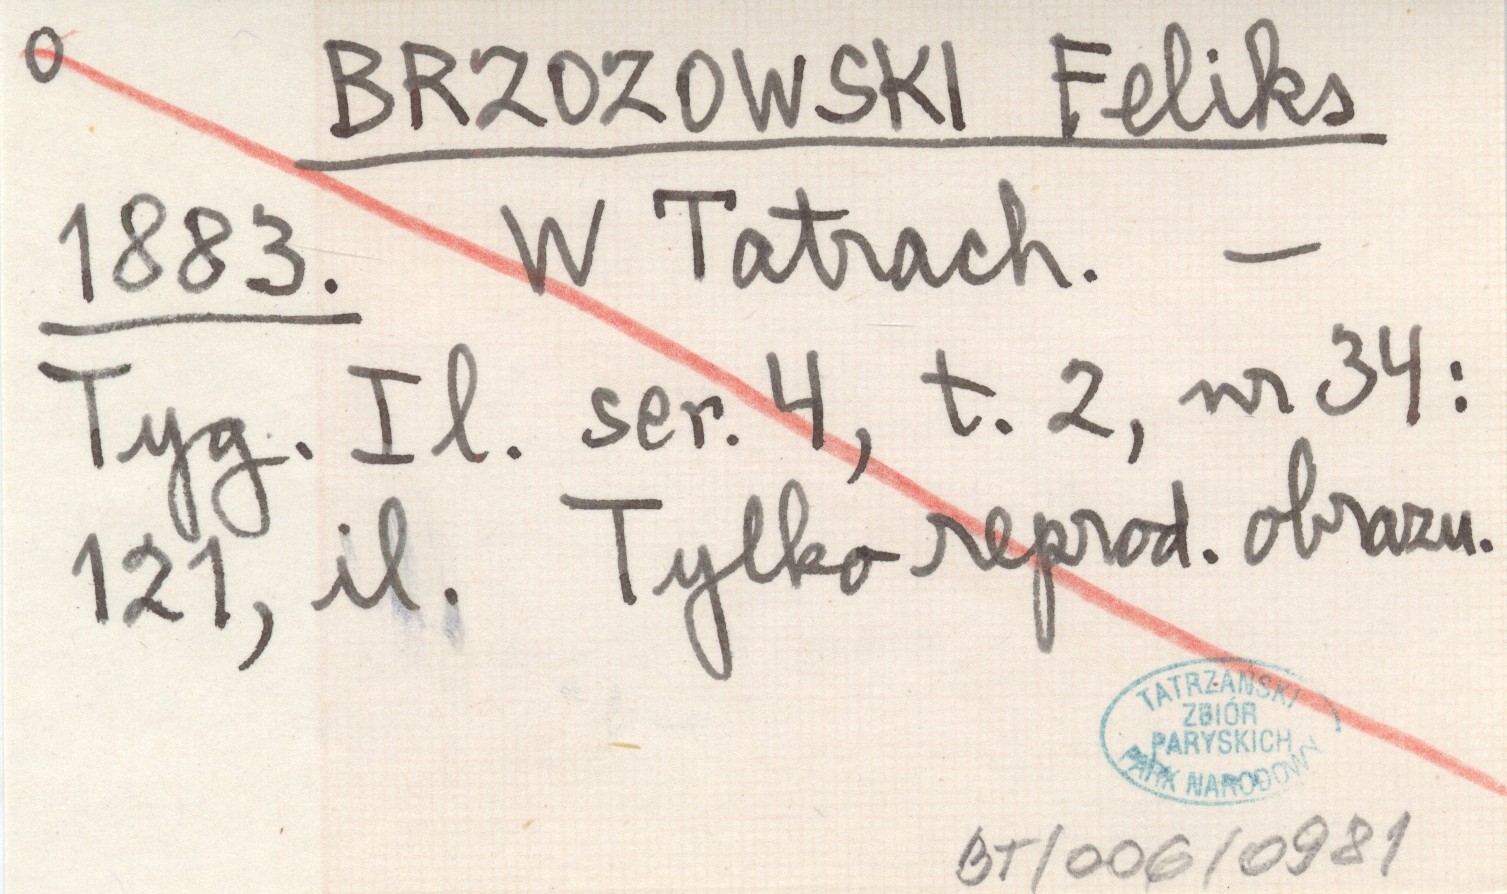 O BRZOZOWSKI Feliks
1883. W Tatrach. –
Tyg. Il. ser. 4, t. 2, nr 34:
121, il. Tylko reprod. obrazu.
TATRZAŃSKI
ZBIÓR
PARYSKICH
PARK NARODOWY
BT/006/0981